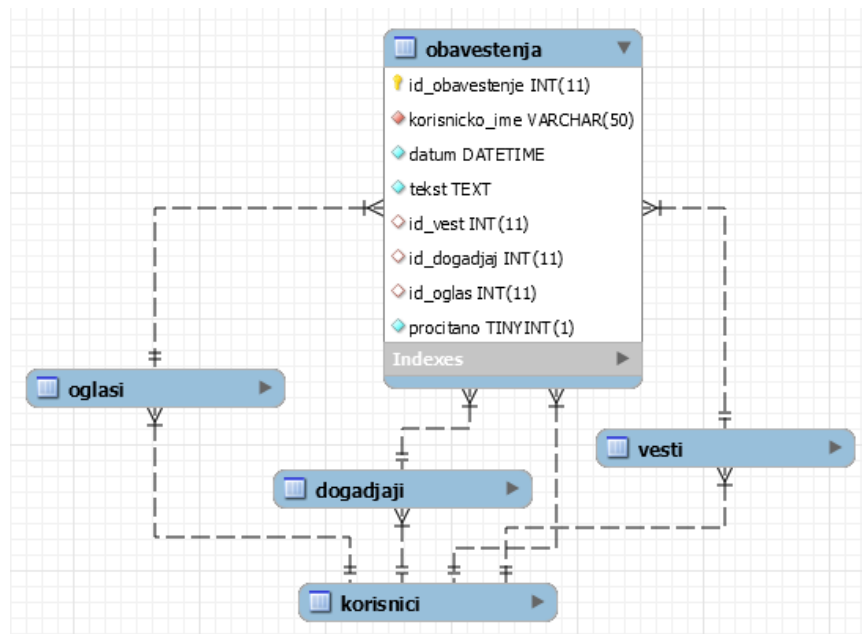 obavestenja
id_obavestenje INT(11)
korisnicko_ime VARCHAR(50)
datum DATETIME
tekst TEXT
id_vest INT(11)
id_dogadjaj INT(11)
id_oglas INT(11)
procitano TINYINT(1)
Indexes
oglasi
vesti
dogadjaji
korisnici